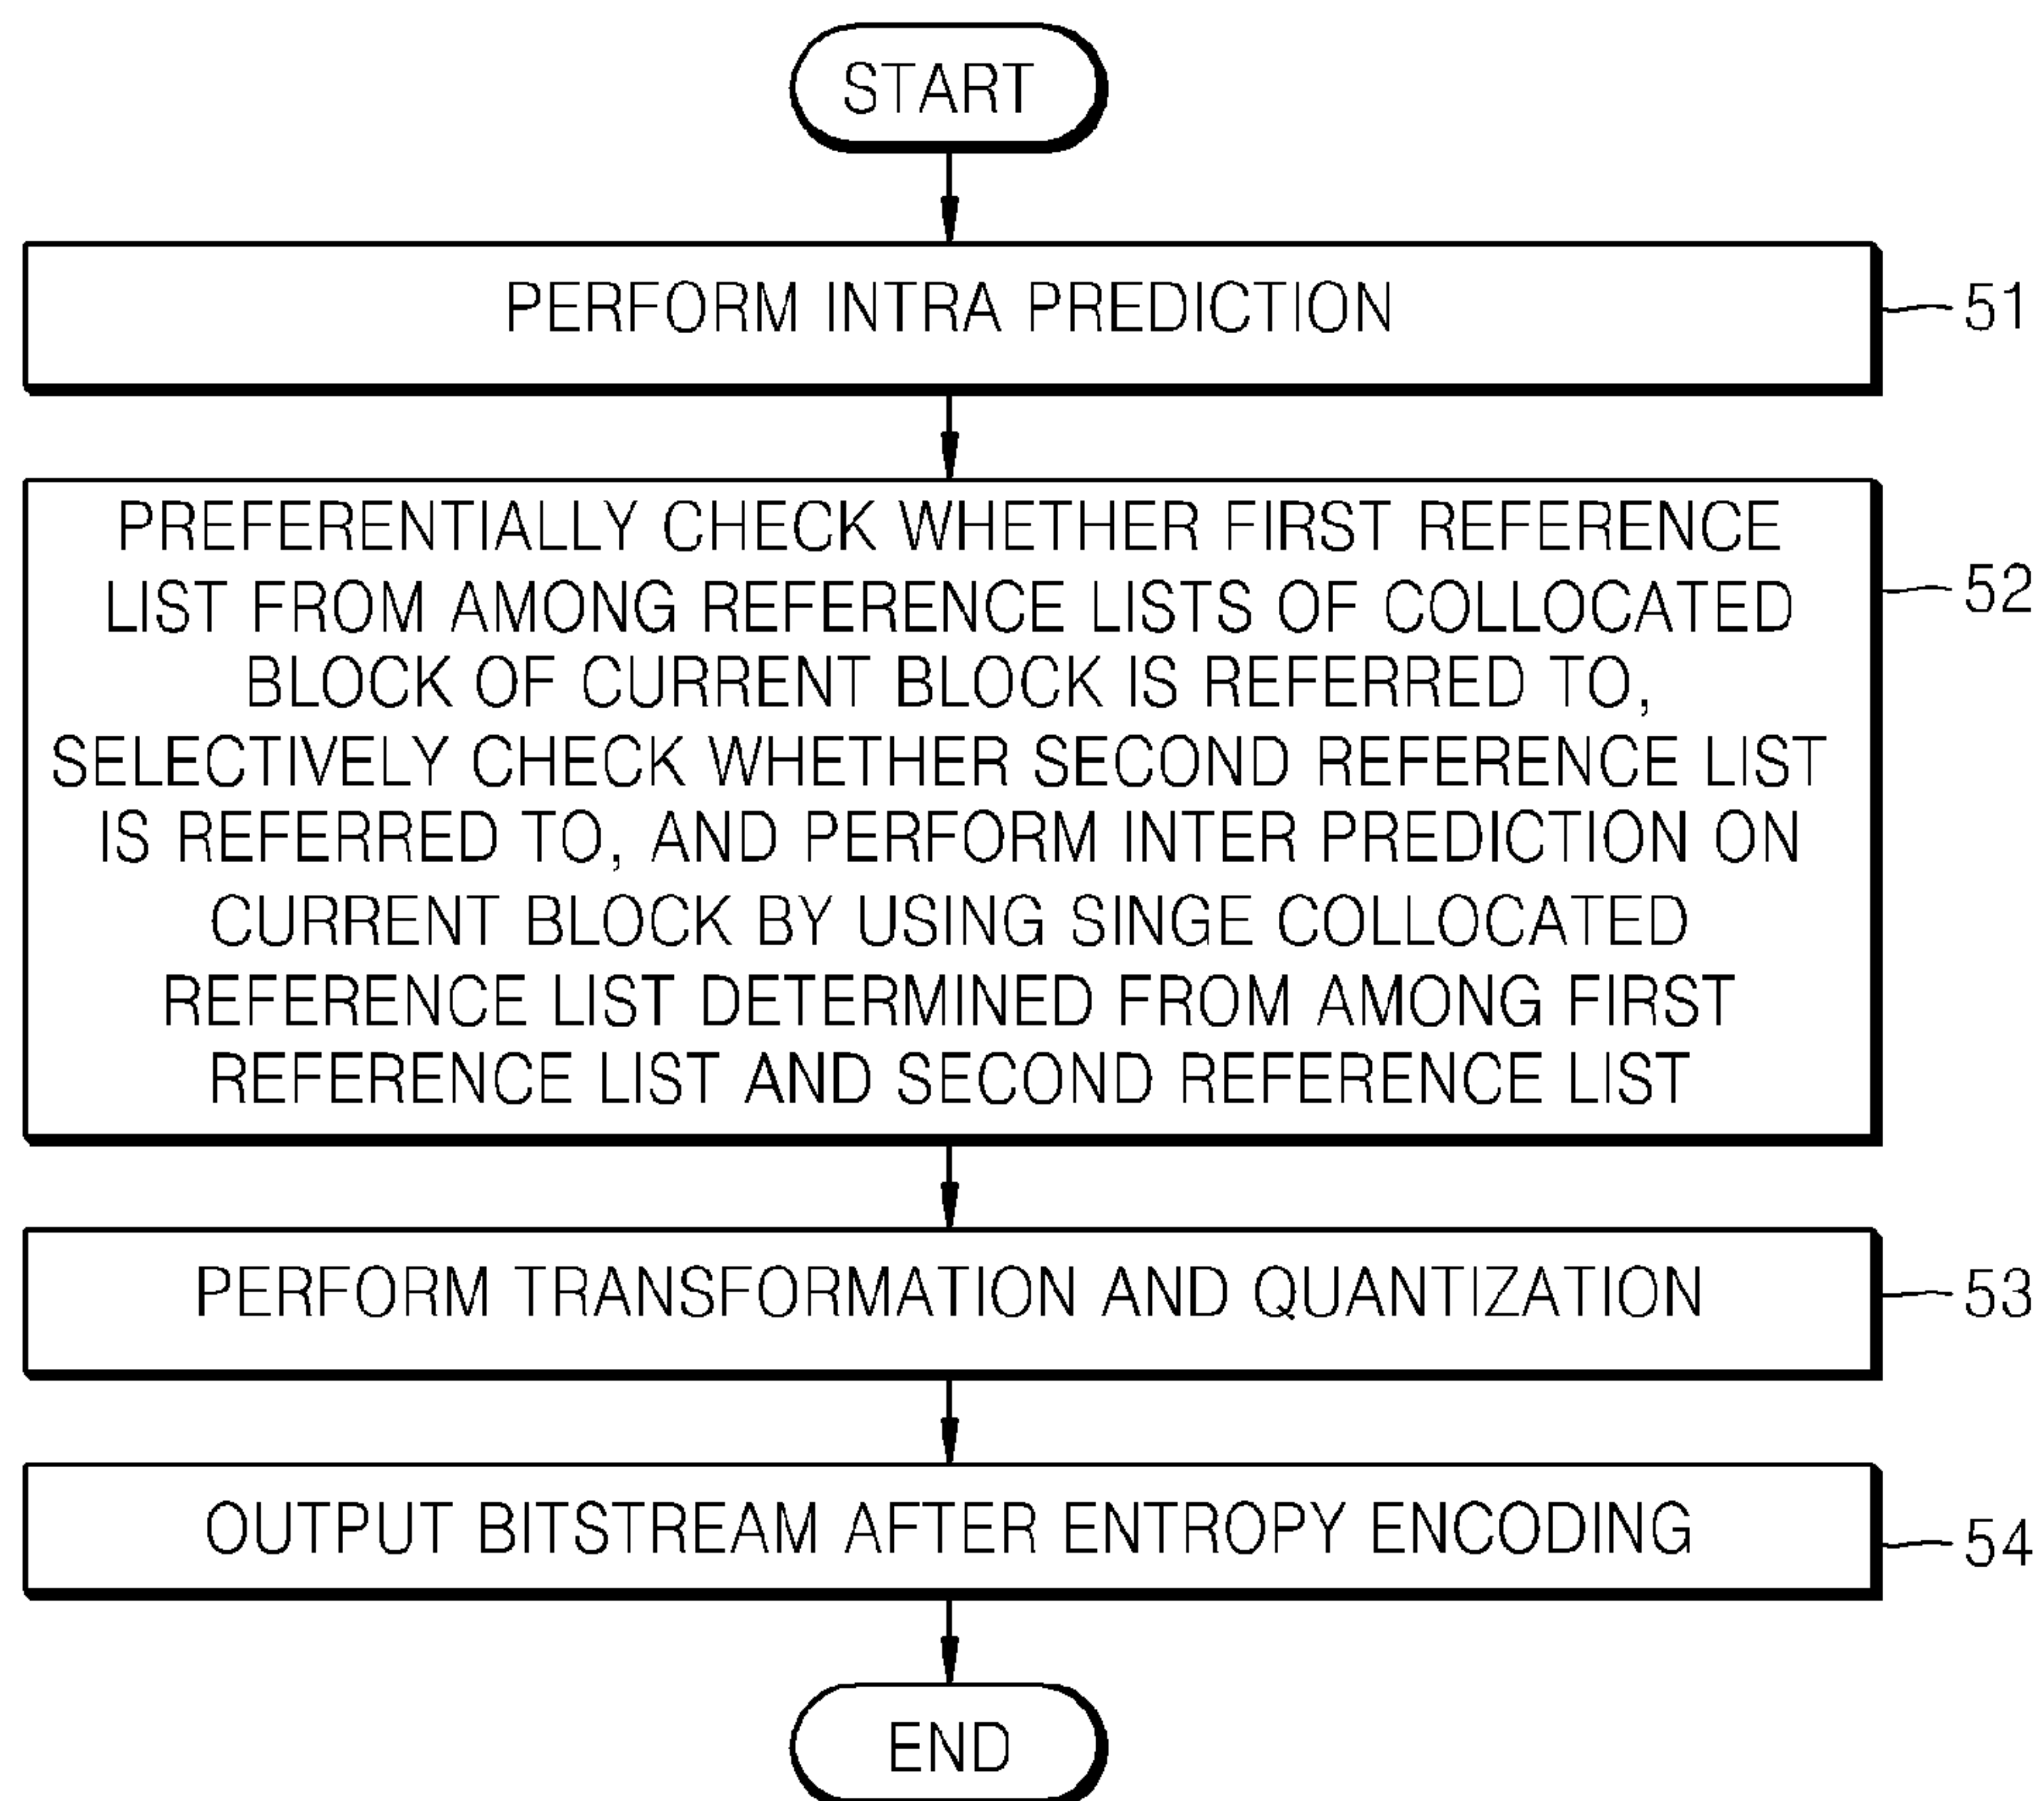 START
PERFORM INTRA PREDICTION
51
PREFERENTIALLY CHECK WHETHER FIRST REFERENCE
LIST FROM AMONG REFERENCE LISTS OF COLLOCATED
BLOCK OF CURRENT BLOCK IS REFERRED TO,
SELECTIVELY CHECK WHETHER SECOND REFERENCE LIST
IS REFERRED TO, AND PERFORM INTER PREDICTION ON
CURRENT BLOCK BY USING SINGE COLLOCATED
REFERENCE LIST DETERMINED FROM AMONG FIRST
REFERENCE LIST AND SECOND REFERENCE LIST
52
PERFORM TRANSFORMATION AND QUANTIZATION
53
OUTPUT BITSTREAM AFTER ENTROPY ENCODING
54
END